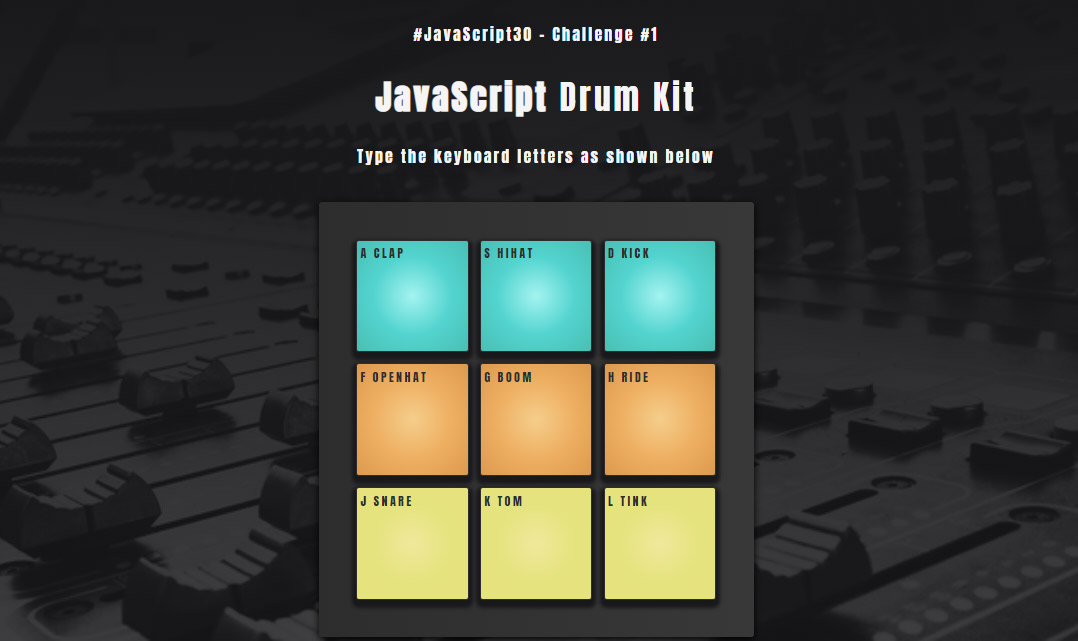 #JavaScript30 - Challenge #1
JavaScript Drum Kit
Type the keyboard letters as shown below
A CLAP
S HIHAT
D KICK
F OPENHAT
G BOOM
H RIDE
J SNARE
K TOM
L TINK